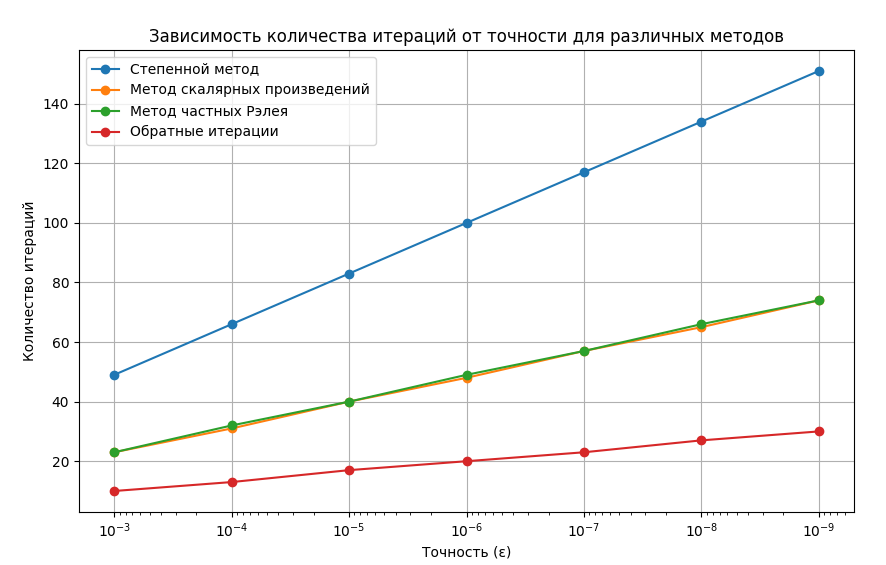 Зависимость количества итераций от точности для различных методов
Степенной метод
Метод скалярных произведений
Метод частных Рэлея
Обратные итерации
Количество итераций
140
120
100
80
60
40
20
10⁻³ 10⁻⁴ 10⁻⁵ 10⁻⁶ 10⁻⁷ 10⁻⁸ 10⁻⁹
Точность (ε)